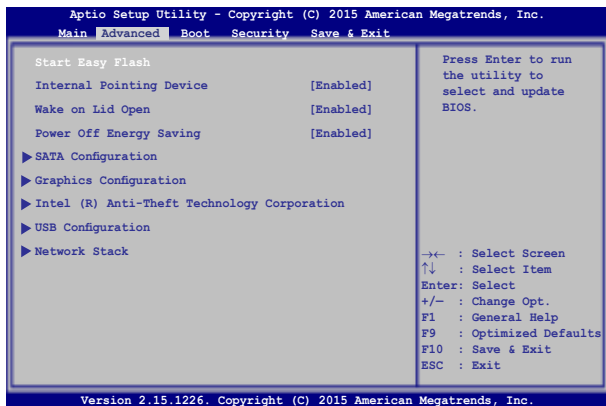 Aptio Setup Utility - Copyright (C) 2015 American Megatrends, Inc.
Main Advanced Boot Security Save & Exit
Start Easy Flash
Internal Pointing Device [Enabled]
Wake on Lid Open [Enabled]
Power Off Energy Saving [Enabled]
SATA Configuration
Graphics Configuration
Intel (R) Anti-Theft Technology Corporation
USB Configuration
Network Stack
Press Enter to run
the utility to
select and update
BIOS.
→← : Select Screen
↑↓ : Select Item
Enter: Select
+/— : Change Opt.
F1 : General Help
F9 : Optimized Defaults
F10 : Save & Exit
ESC : Exit
Version 2.15.1226. Copyright (C) 2015 American Megatrends, Inc.